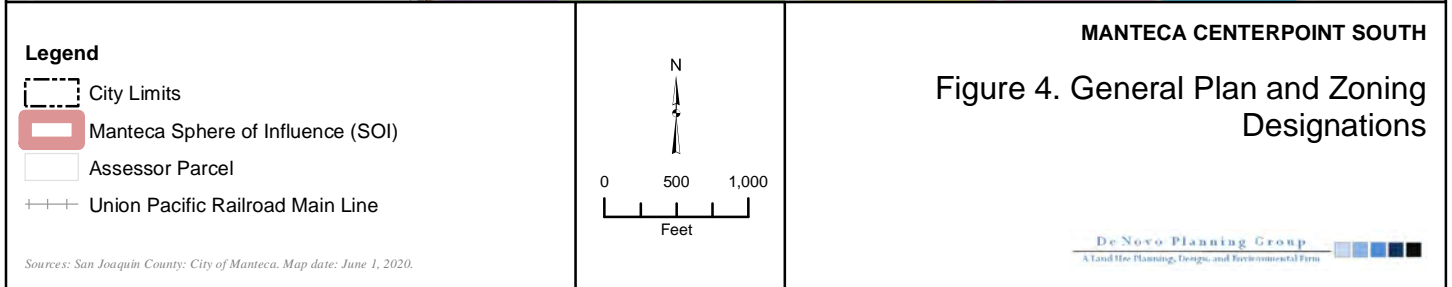 Legend
City Limits
Manteca Sphere of Influence (SOI)
Assessor Parcel
Union Pacific Railroad Main Line
Sources: San Joaquin County: City of Manteca. Map date: June 1, 2020.
N
0 500 1,000
Feet
MANTECA CENTERPOINT SOUTH
Figure 4. General Plan and Zoning
Designations
De Novo Planning Group
A Land Use Planning, Design, and Environmental Firm